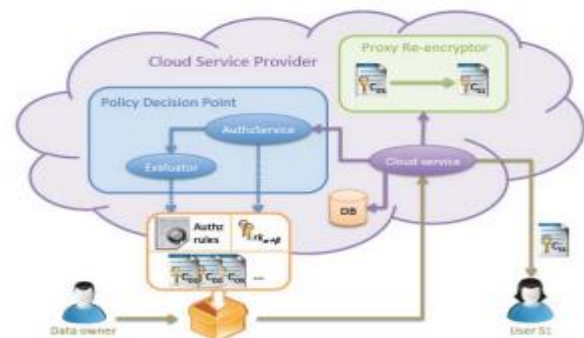 Cloud Service Provider
Proxy Re-encryptor
Policy Decision Point
AuthzService
Evaluator
Cloud service
DB
Authz
rules
...
Data owner
User S1